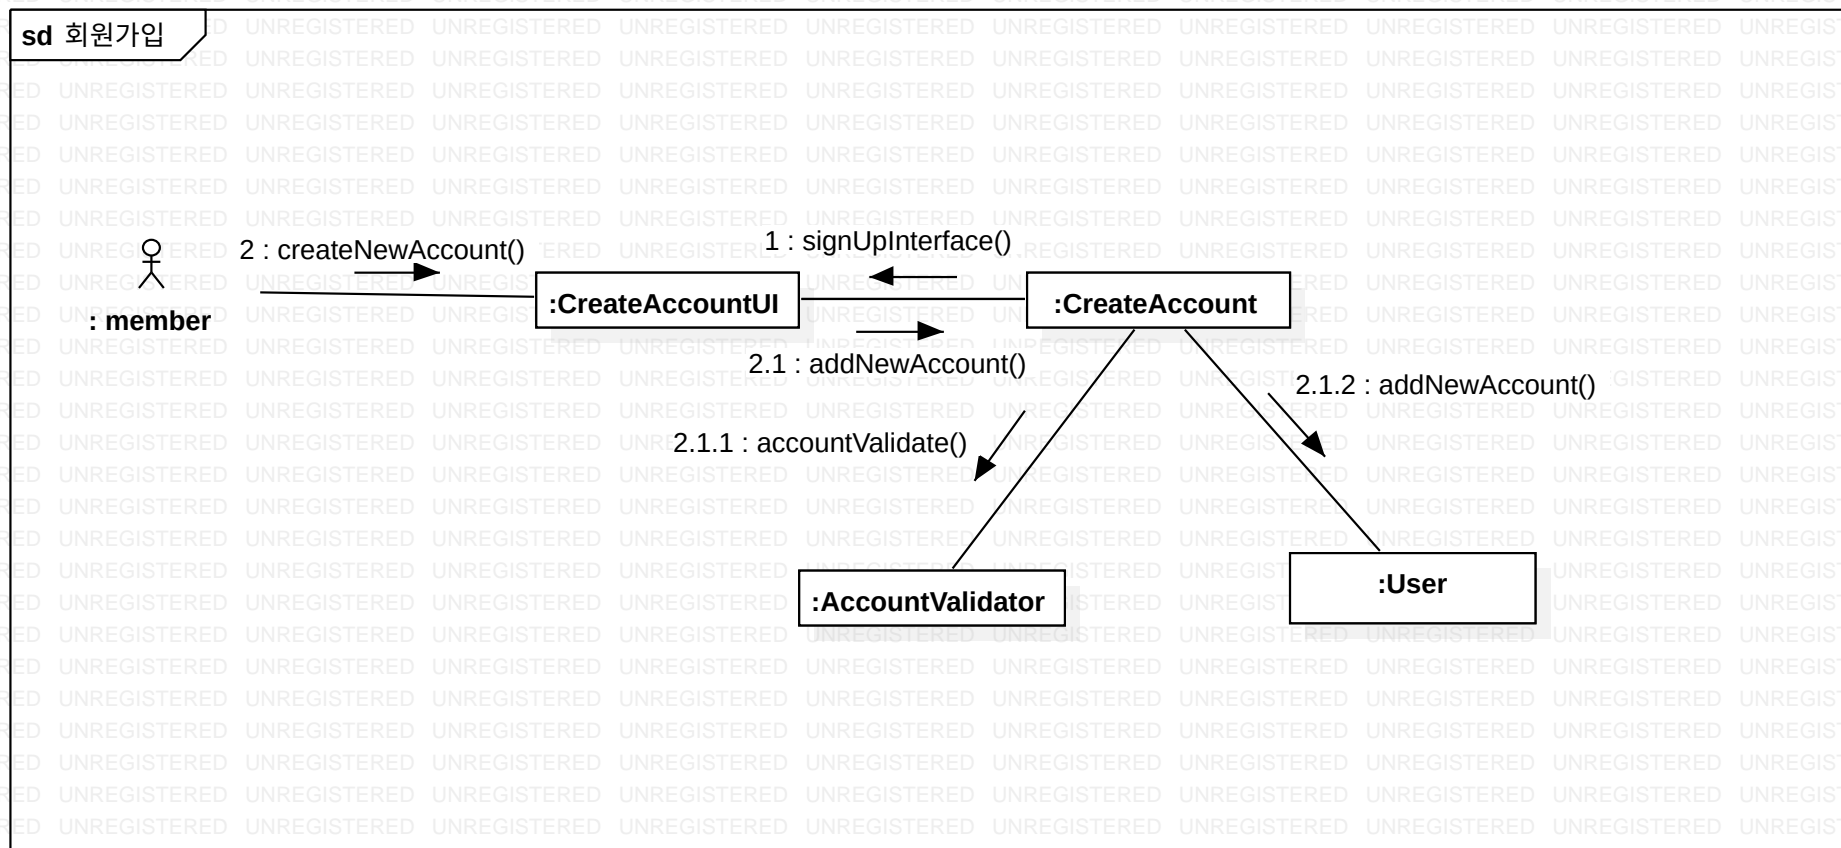 sd 회원가입
2 : createNewAccount()
1 : signUpInterface()
: member
:CreateAccountUI
:CreateAccount
2.1 : addNewAccount()
2.1.2 : addNewAccount()
2.1.1 : accountValidate()
:AccountValidator
:User
UNREGISTERED